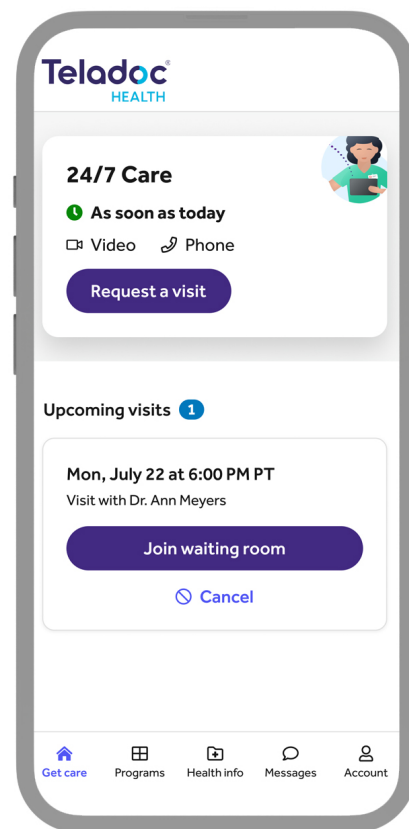 Teladoc®
HEALTH
24/7 Care
As soon as today
Video Phone
Request a visit
Upcoming visits 1
Mon, July 22 at 6:00 PM PT
Visit with Dr. Ann Meyers
Join waiting room
Cancel
Get care Programs Health info Messages Account